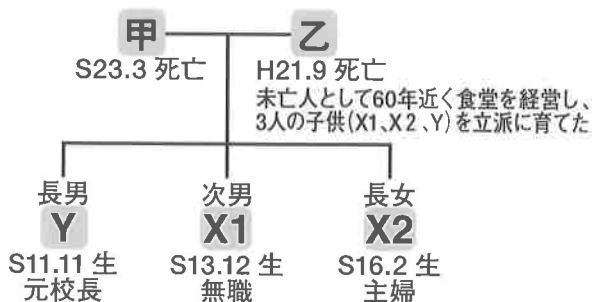 甲 乙
S23.3 死亡 H21.9 死亡
未亡人として60年近く食堂を経営し、
3人の子供(X1、X2、Y)を立派に育てた
長男 次男 長女
Y X1 X2
S11.11 生 S13.12 生 S16.2 生
元校長 無職 主婦